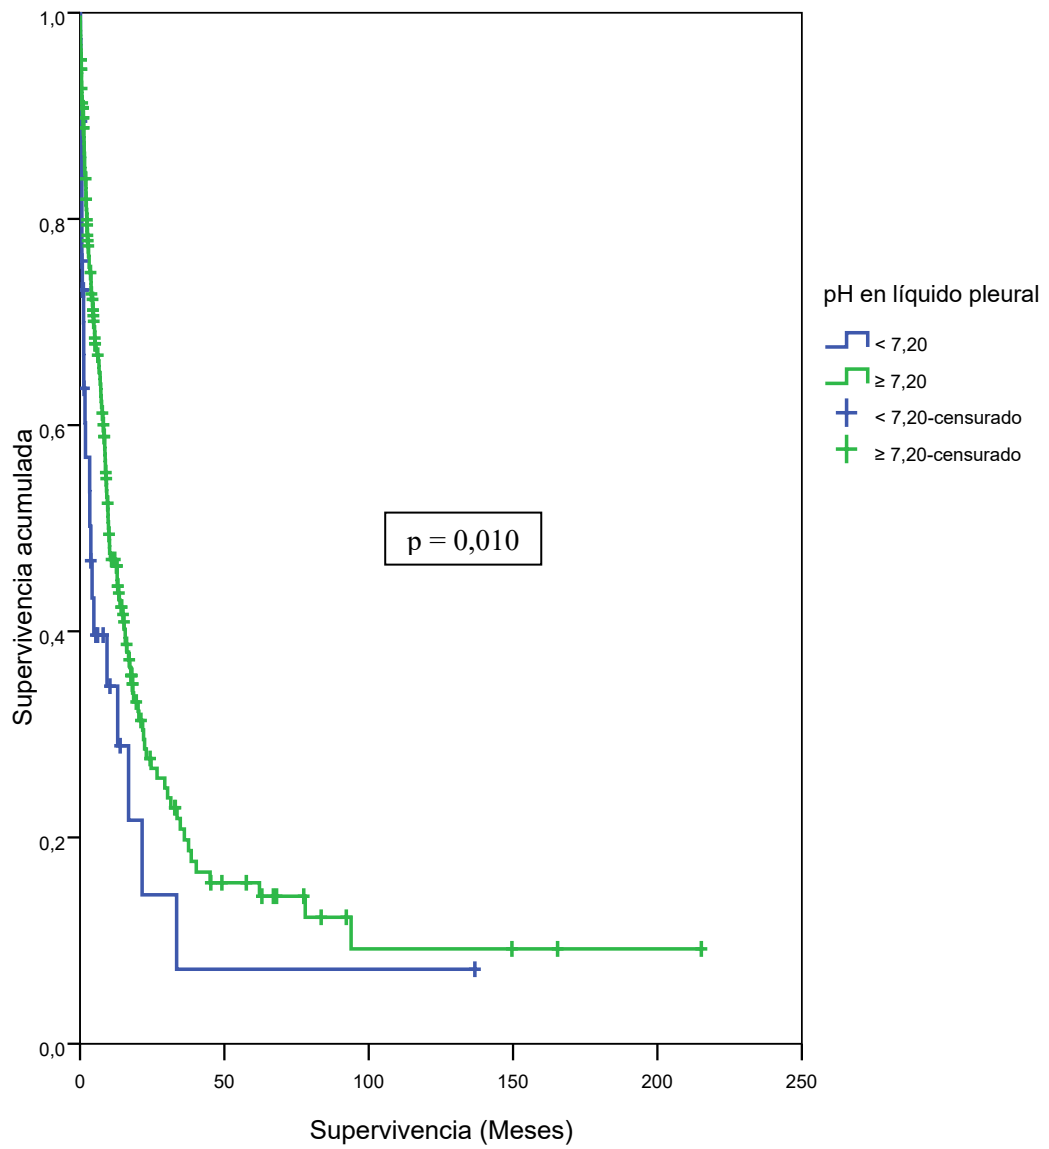 1,0
0,8
0,6
0,4
0,2
0,0
Supervivencia acumulada
p = 0,010
0 50 100 150 200 250
Supervivencia (Meses)
pH en líquido pleural
< 7,20
≥ 7,20
< 7,20-censurado
≥ 7,20-censurado